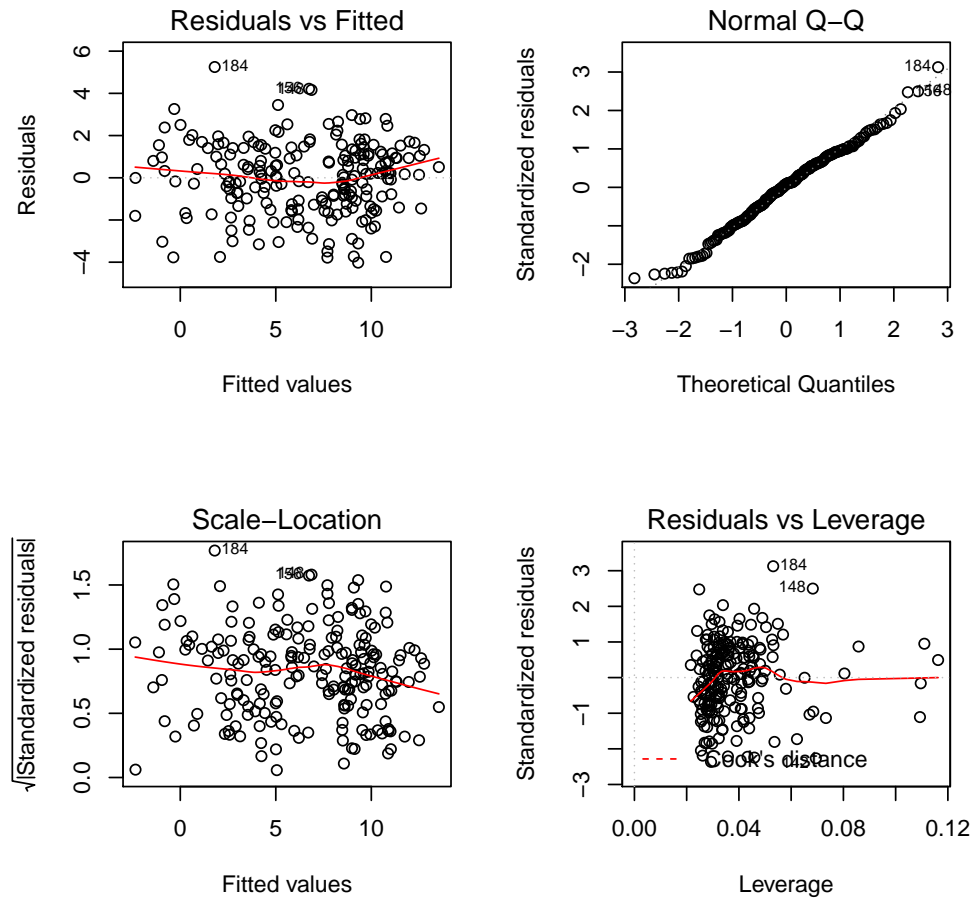 Residuals vs Fitted
6
4
2
0
−4
Residuals
0 5 10
Fitted values
184
Normal Q−Q
3
2
1
0
−2
Standardized residuals
−3 −2 −1 0 1 2 3
Theoretical Quantiles
184
Scale−Location
1.5
1.0
0.5
0.0
√|Standardized residuals|
0 5 10
Fitted values
184
Residuals vs Leverage
3
1
−1
−3
Standardized residuals
0.00 0.04 0.08 0.12
Leverage
184
148
Cook's distance